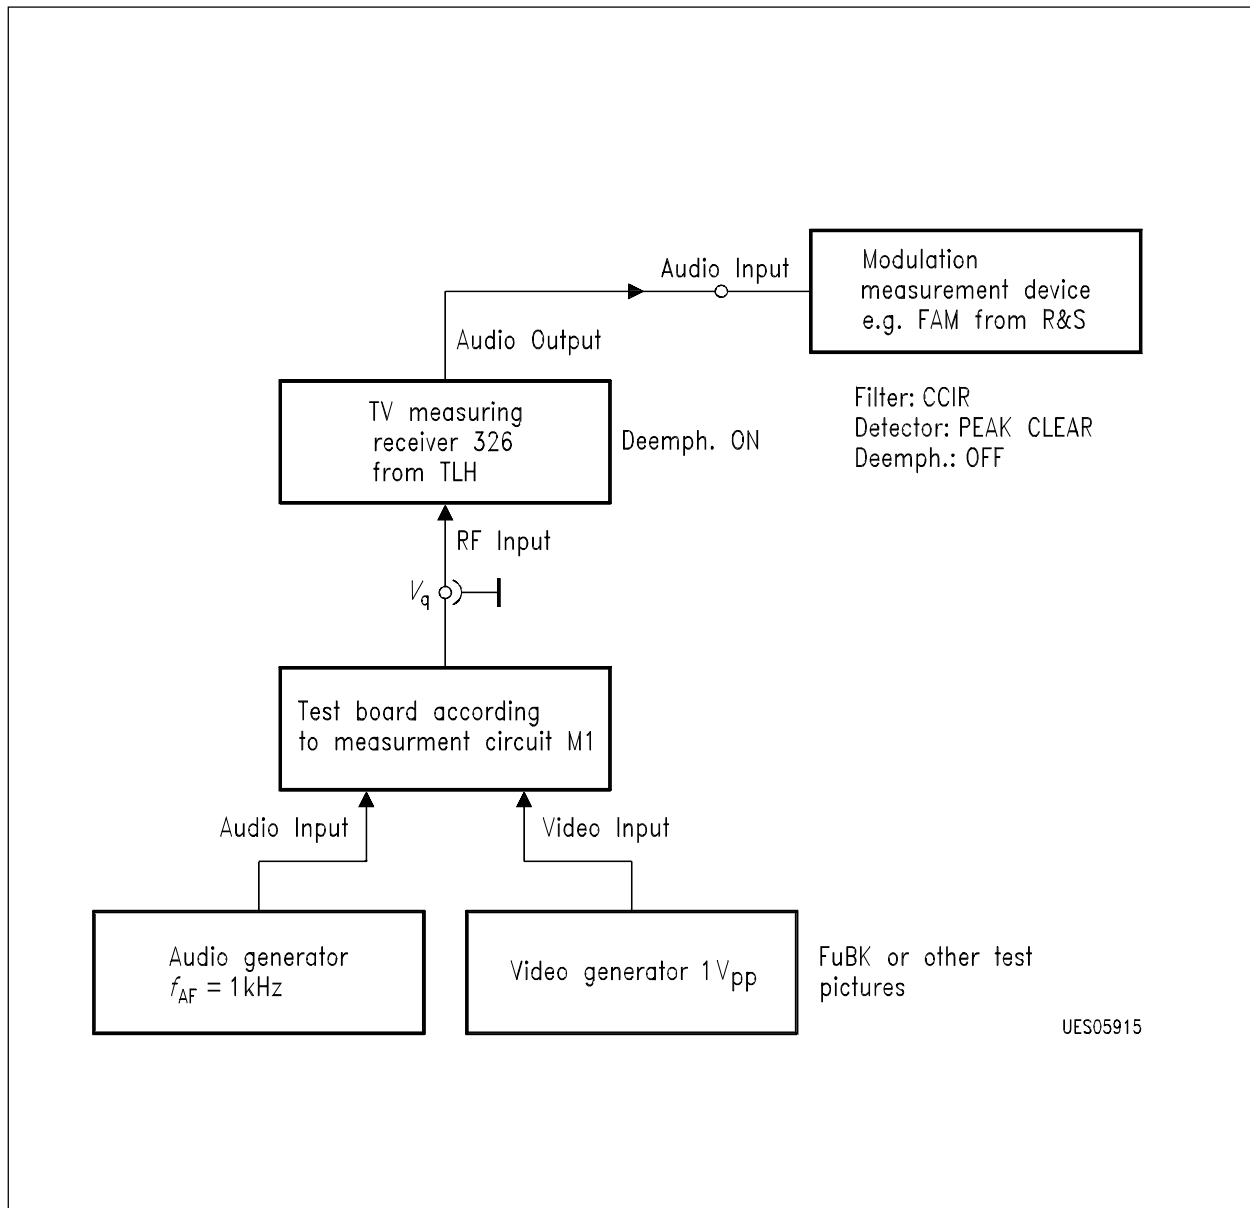 Audio Input
Modulation
measurement device
e.g. FAM from R&S
Audio Output
Filter: CCIR
Detector: PEAK CLEAR
Deemph.: OFF
TV measuring
receiver 326
from TLH
Deemph. ON
RF Input
Vq
Test board according
to measurment circuit M1
Audio Input
Video Input
Audio generator
fAF = 1kHz
Video generator 1Vpp
FuBK or other test
pictures
UES05915